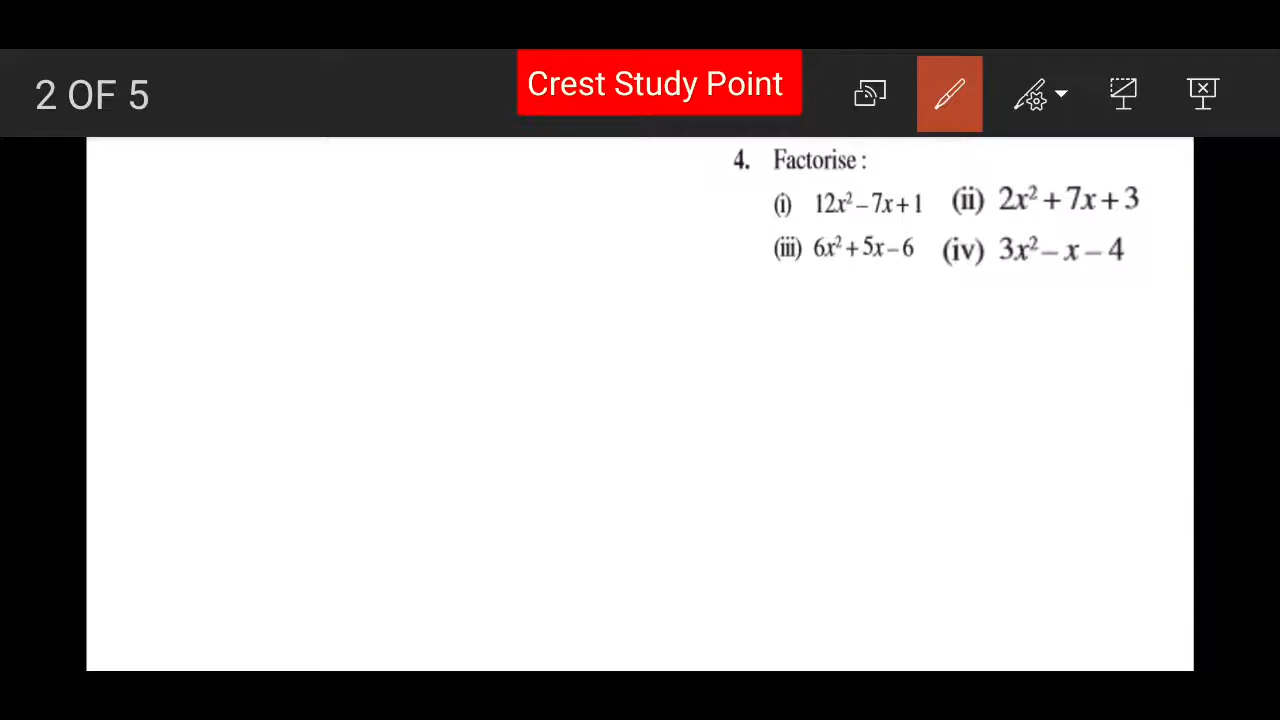 2 OF 5
Crest Study Point
4. Factorise :
(i) 12x² – 7x + 1 (ii) 2x² + 7x + 3
(iii) 6x² + 5x – 6 (iv) 3x² – x – 4